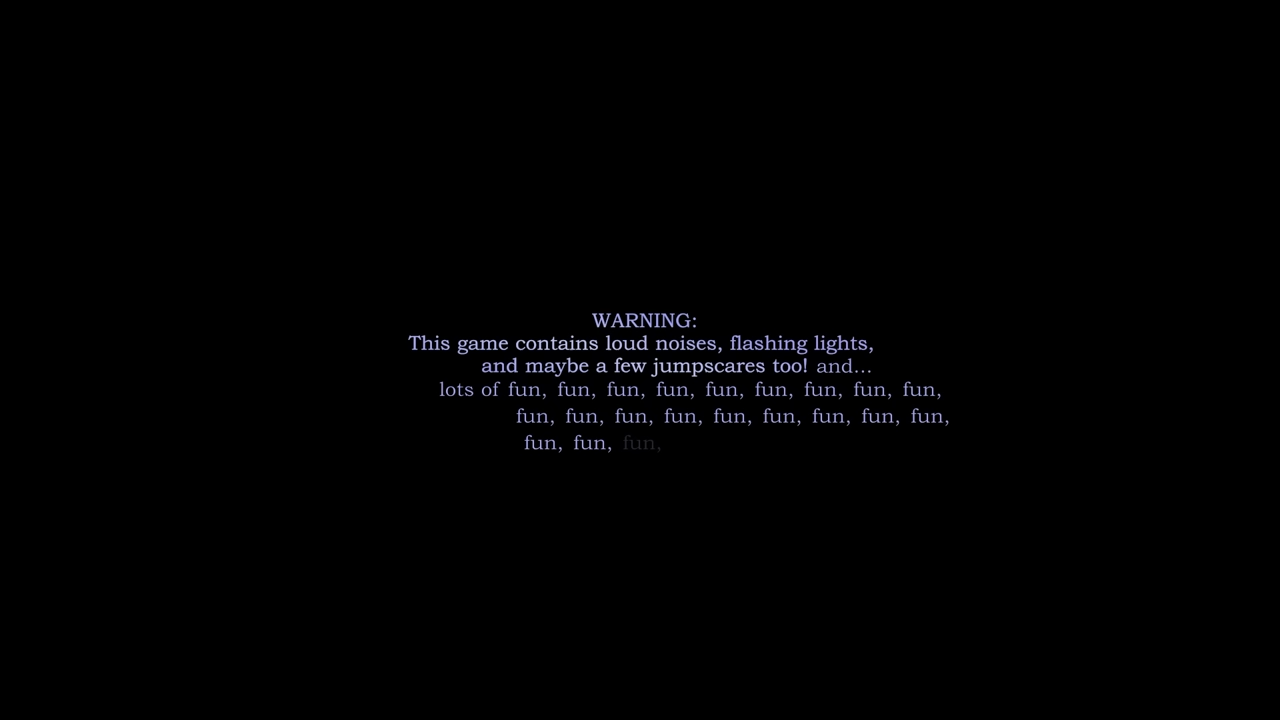 WARNING:
This game contains loud noises, flashing lights,
and maybe a few jumpscares too! and...
lots of fun, fun, fun, fun, fun, fun, fun, fun, fun,
fun, fun, fun, fun, fun, fun, fun, fun, fun,
fun, fun, fun,